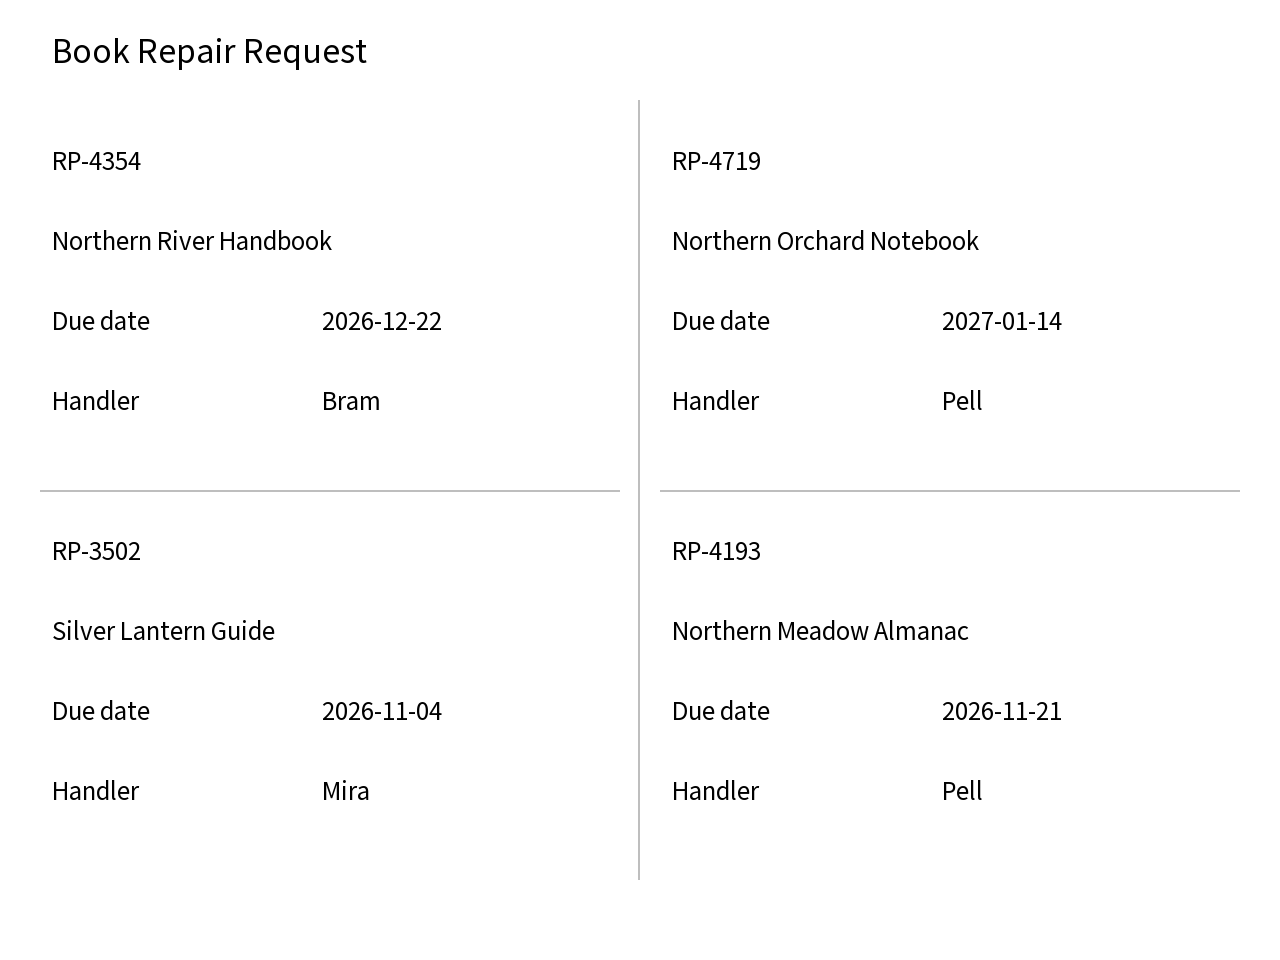 Book Repair Request
RP-4354
Northern River Handbook
Due date 2026-12-22
Handler Bram
RP-3502
Silver Lantern Guide
Due date 2026-11-04
Handler Mira
RP-4719
Northern Orchard Notebook
Due date 2027-01-14
Handler Pell
RP-4193
Northern Meadow Almanac
Due date 2026-11-21
Handler Pell